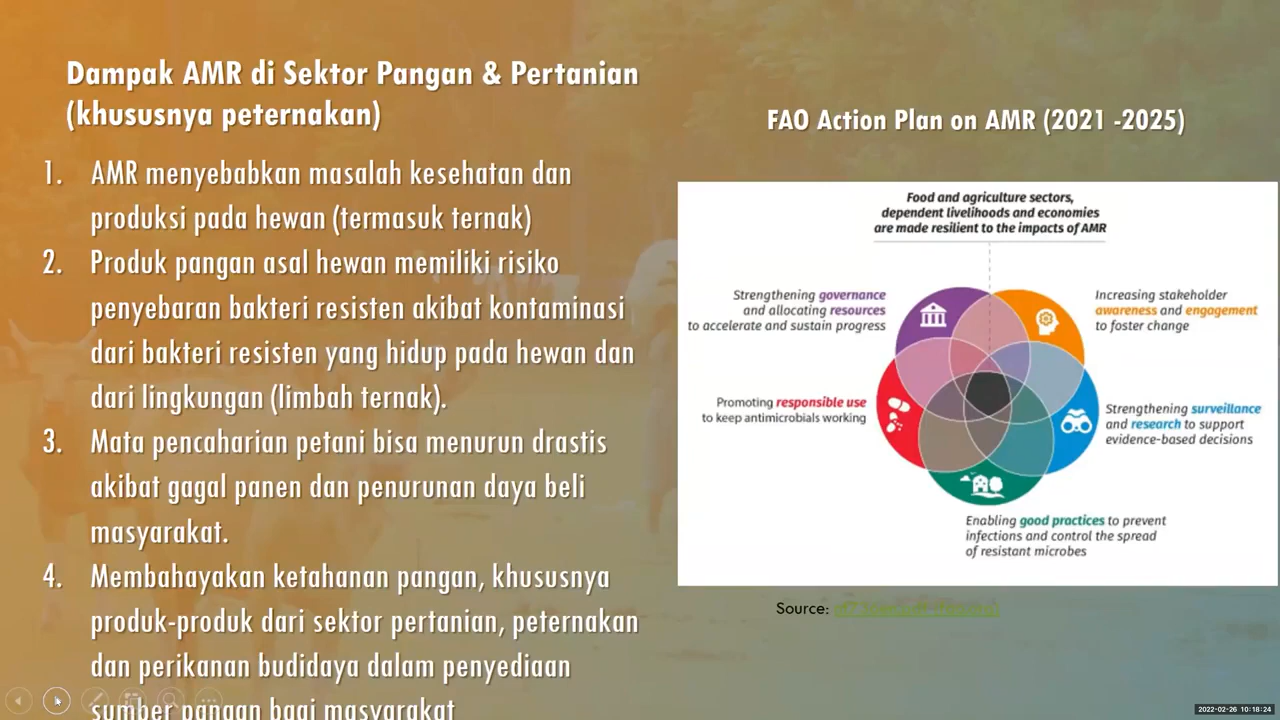 Dampak AMR di Sektor Pangan & Pertanian
(khususnya peternakan)
1. AMR menyebabkan masalah kesehatan dan
produksi pada hewan (termasuk ternak)
2. Produk pangan asal hewan memiliki risiko
penyebaran bakteri resisten akibat kontaminasi
dari bakteri resisten yang hidup pada hewan dan
dari lingkungan (limbah ternak).
3. Mata pencaharian petani bisa menurun drastis
akibat gagal panen dan penurunan daya beli
masyarakat.
4. Membahayakan ketahanan pangan, khususnya
produk-produk dari sektor pertanian, peternakan
dan perikanan budidaya dalam penyediaan
sumber pangan bagi masyarakat
FAO Action Plan on AMR (2021 -2025)
Food and agriculture sectors,
dependent livelihoods and economies
are made resilient to the impacts of AMR
Strengthening governance
and allocating resources
to accelerate and sustain progress
Increasing stakeholder
awareness and engagement
to foster change
Promoting responsible use
to keep antimicrobials working
Strengthening surveillance
and research to support
evidence-based decisions
Enabling good practices to prevent
infections and control the spread
of resistant microbes
Source:
2022-02-26 10:18:24